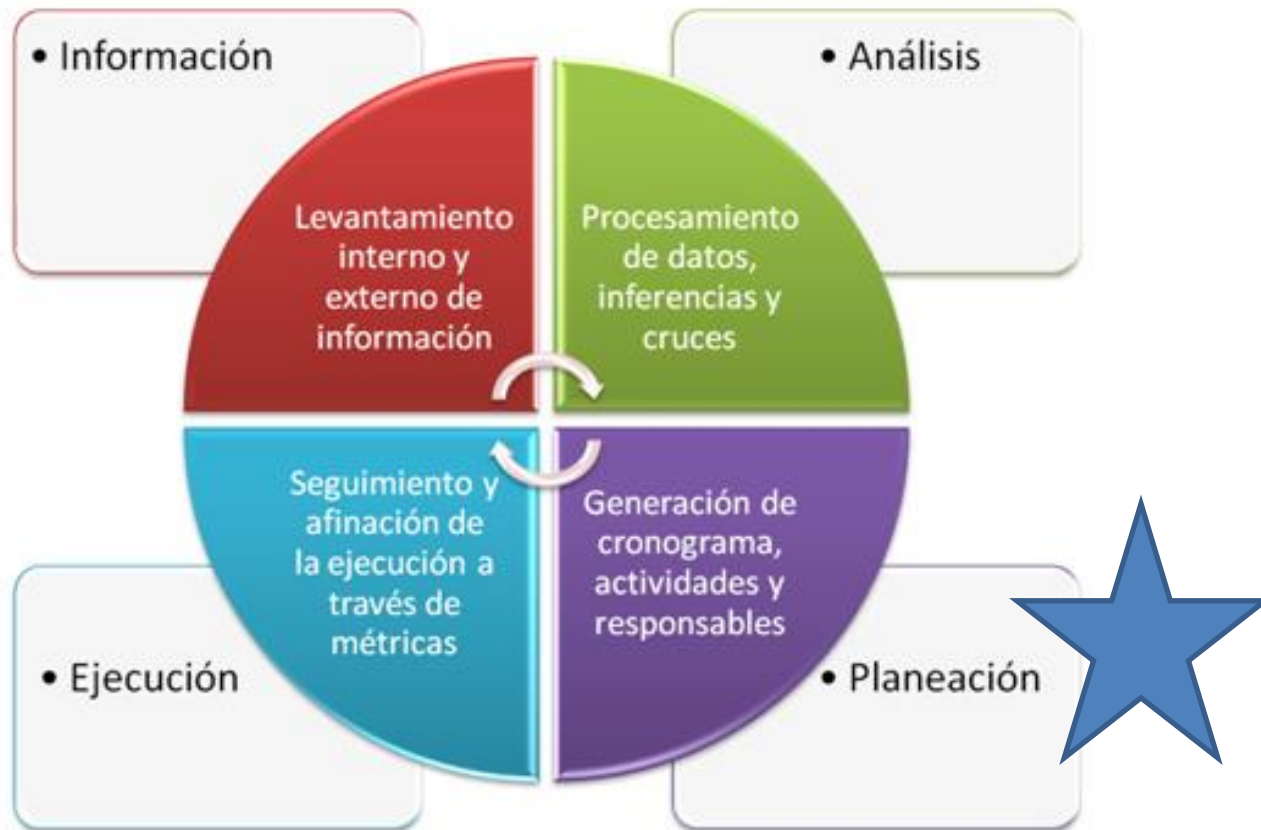 • Información
• Análisis
Levantamiento
interno y
externo de
información
Procesamiento
de datos,
inferencias y
cruces
Seguimiento y
afinación de
la ejecución a
través de
métricas
Generación de
cronograma,
actividades y
responsables
• Ejecución
• Planeación